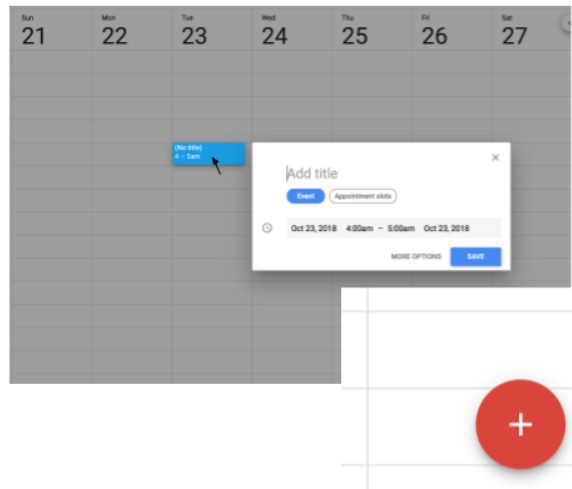 Sun Mon Tue Wed Thu Fri Sat
21 22 23 24 25 26 27
(No title)
4 – 5am
Add title
Event Appointment slots
Oct 23, 2018 4:00am – 5:00am Oct 23, 2018
MORE OPTIONS SAVE